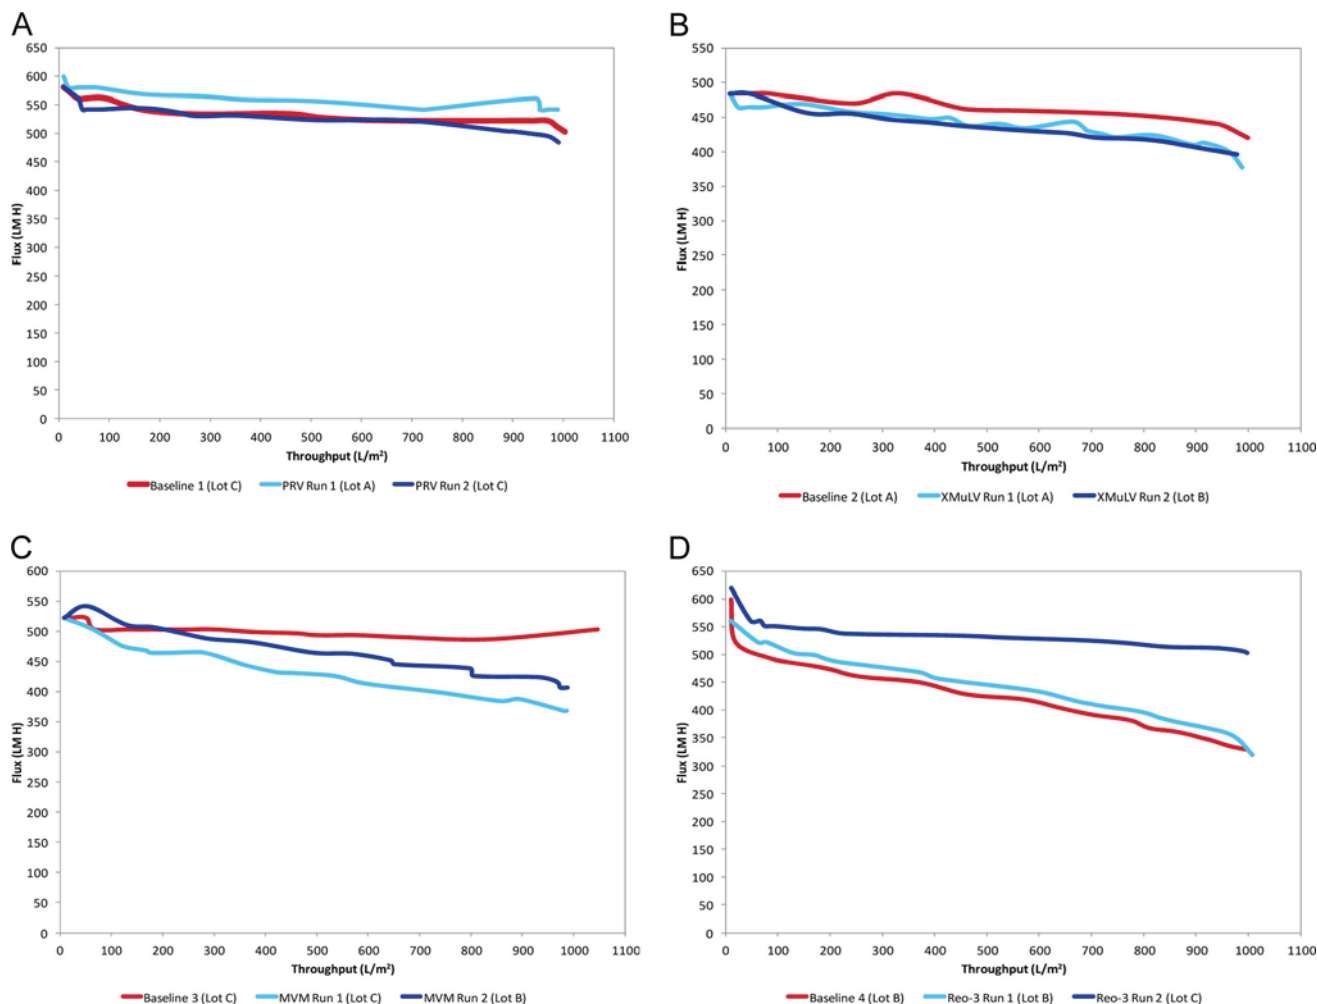 A
650
600
550
500
450
400
350
300
250
200
150
100
50
0
Flux (LM H)
0 100 200 300 400 500 600 700 800 900 1000 1100
Throughput (L/m²)
Baseline 1 (Lot C) PRV Run 1 (Lot A) PRV Run 2 (Lot C)
B
550
500
450
400
350
300
250
200
150
100
50
0
Flux (LM H)
0 100 200 300 400 500 600 700 800 900 1000 1100
Throughput (L/m²)
Baseline 2 (Lot A) XMuLV Run 1 (Lot A) XMuLV Run 2 (Lot B)
C
600
550
500
450
400
350
300
250
200
150
100
50
0
Flux (LM H)
0 100 200 300 400 500 600 700 800 900 1000 1100
Throughput (L/m²)
Baseline 3 (Lot C) MVM Run 1 (Lot C) MVM Run 2 (Lot B)
D
650
600
550
500
450
400
350
300
250
200
150
100
50
0
Flux (LM H)
0 100 200 300 400 500 600 700 800 900 1000 1100
Throughput (L/m²)
Baseline 4 (Lot B) Reo-3 Run 1 (Lot B) Reo-3 Run 2 (Lot C)